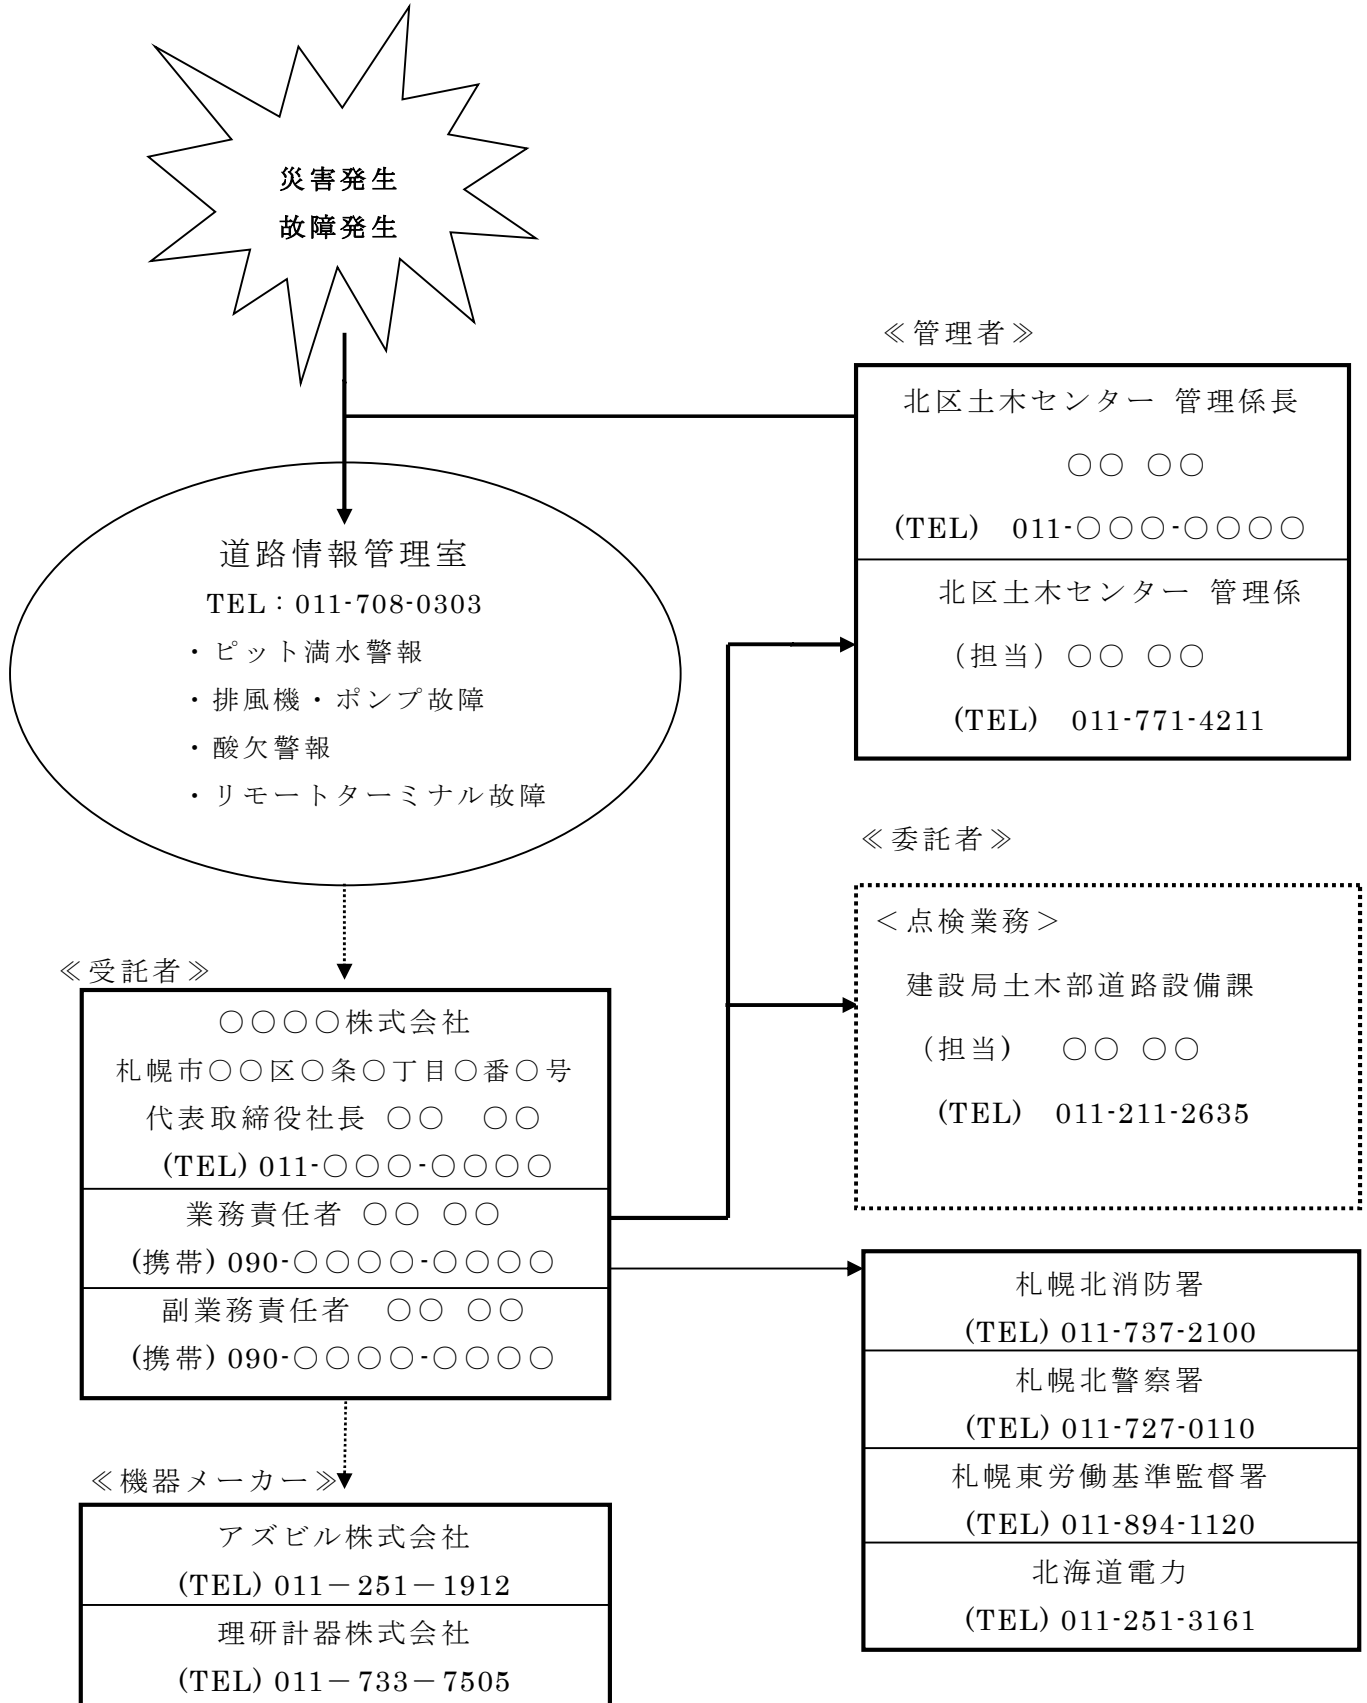 災害発生
故障発生
≪管理者≫
北区土木センター 管理係長
○○ ○○
(TEL) 011-○○○-○○○○
北区土木センター 管理係
（担当）○○ ○○
(TEL) 011-771-4211
道路情報管理室
TEL：011-708-0303
・ピット満水警報
・排風機・ポンプ故障
・酸欠警報
・リモートターミナル故障
≪委託者≫
＜点検業務＞
建設局土木部道路設備課
（担当） ○○ ○○
(TEL) 011-211-2635
≪受託者≫
○○○○株式会社
札幌市○○区○条○丁目○番○号
代表取締役社長 ○○ ○○
(TEL) 011-○○○-○○○○
業務責任者 ○○ ○○
(携帯) 090-○○○○-○○○○
副業務責任者 ○○ ○○
(携帯) 090-○○○○-○○○○
札幌北消防署
(TEL) 011-737-2100
札幌北警察署
(TEL) 011-727-0110
札幌東労働基準監督署
(TEL) 011-894-1120
北海道電力
(TEL) 011-251-3161
≪機器メーカー≫
アズビル株式会社
(TEL) 011－251－1912
理研計器株式会社
(TEL) 011－733－7505